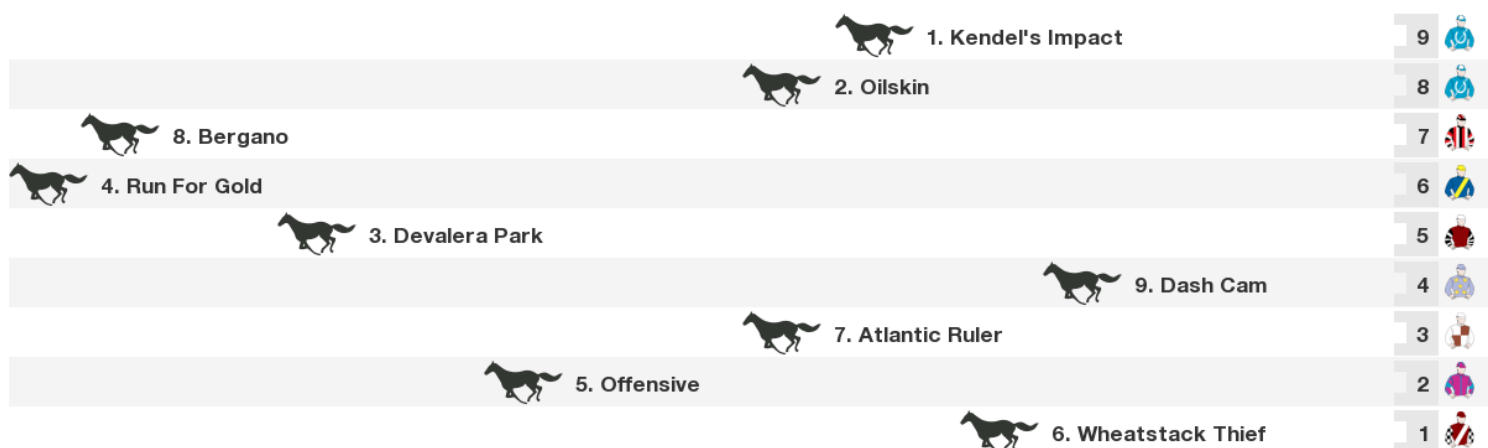 1. Kendel's Impact 9
2. Oilskin 8
8. Bergano 7
4. Run For Gold 6
3. Devalera Park 5
9. Dash Cam 4
7. Atlantic Ruler 3
5. Offensive 2
6. Wheatstack Thief 1